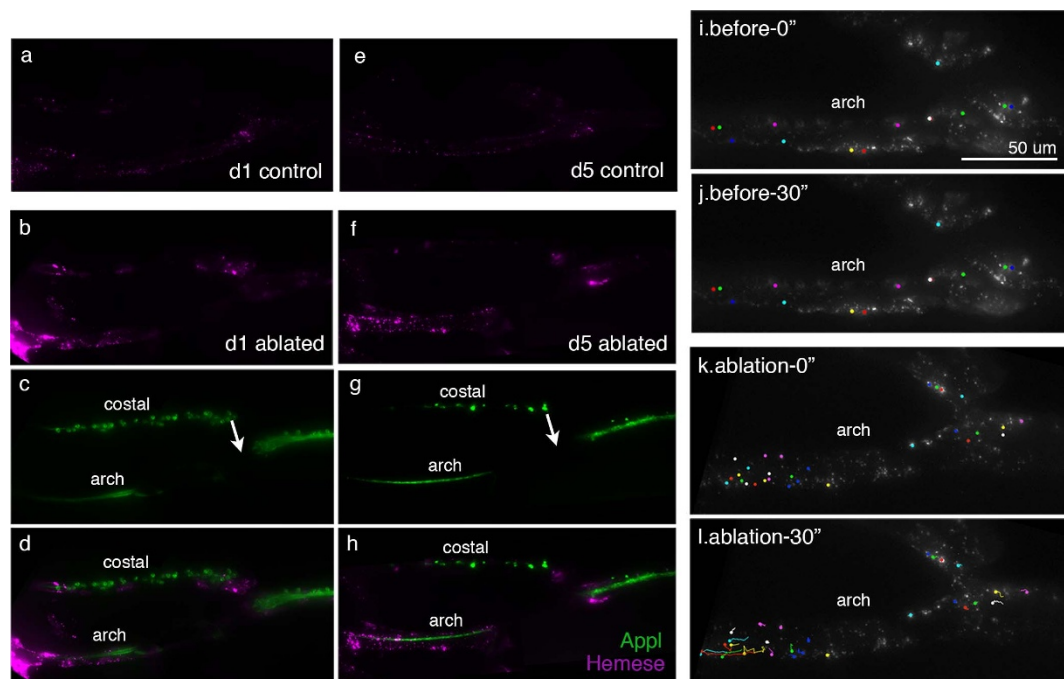 a
d1 control
b
d1 ablated
c
costal
arch
d
costal
arch
e
d5 control
f
d5 ablated
g
costal
arch
h
costal
arch
Appl
Hemese
i.before-0”
arch
50 um
j.before-30”
arch
k.ablation-0”
arch
l.ablation-30”
arch